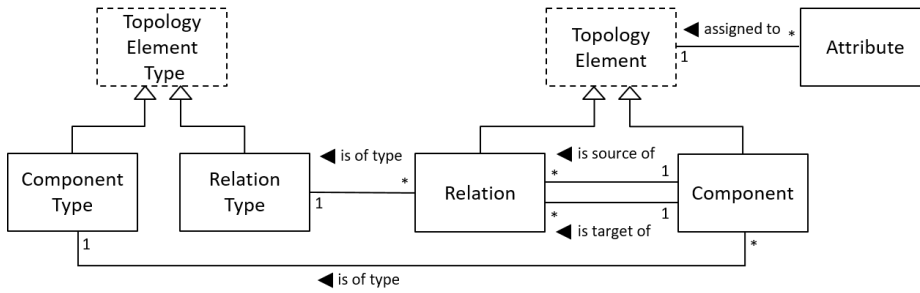 Topology
Element
Type
Topology
Element
◀ assigned to
*
1
Attribute
Component
Type
Relation
Type
◀ is of type
*
1
Relation
◀ is source of
*
1
*
1
◀ is target of
Component
1
*
◀ is of type